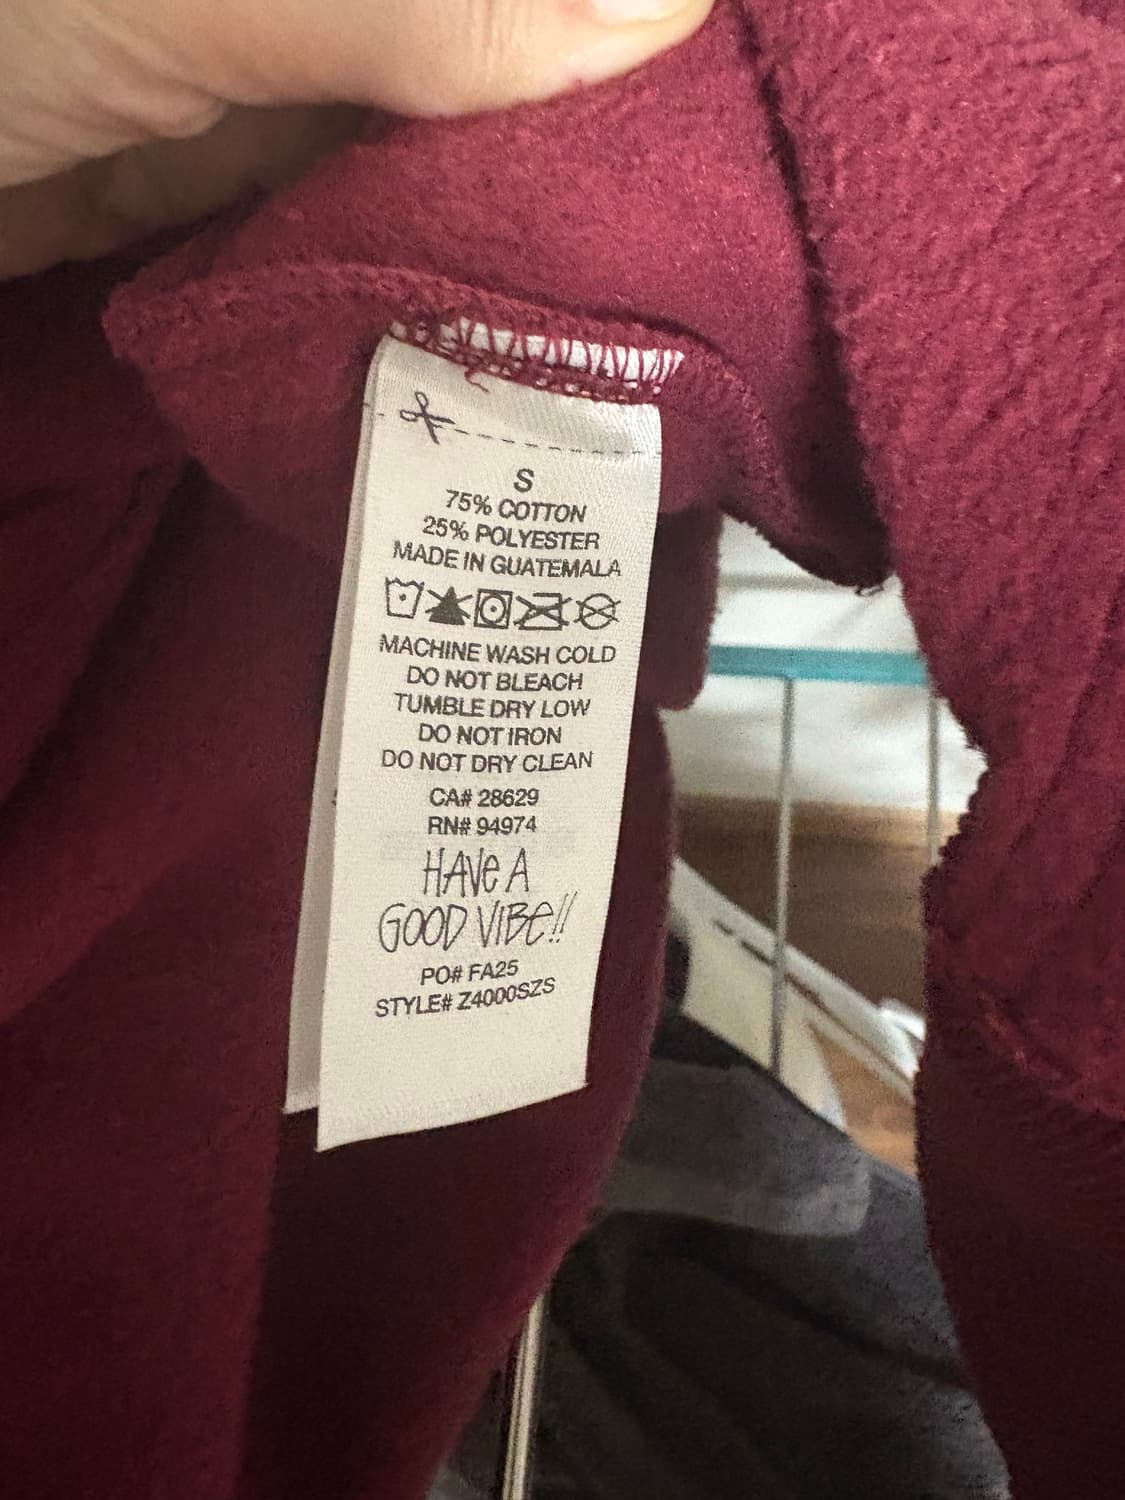 S
75% COTTON
25% POLYESTER
MADE IN GUATEMALA
MACHINE WASH COLD
DO NOT BLEACH
TUMBLE DRY LOW
DO NOT IRON
DO NOT DRY CLEAN
CA# 28629
RN# 94974
HAVe A
GOOD VIBe!!
PO# FA25
STYLE# Z4000SZS